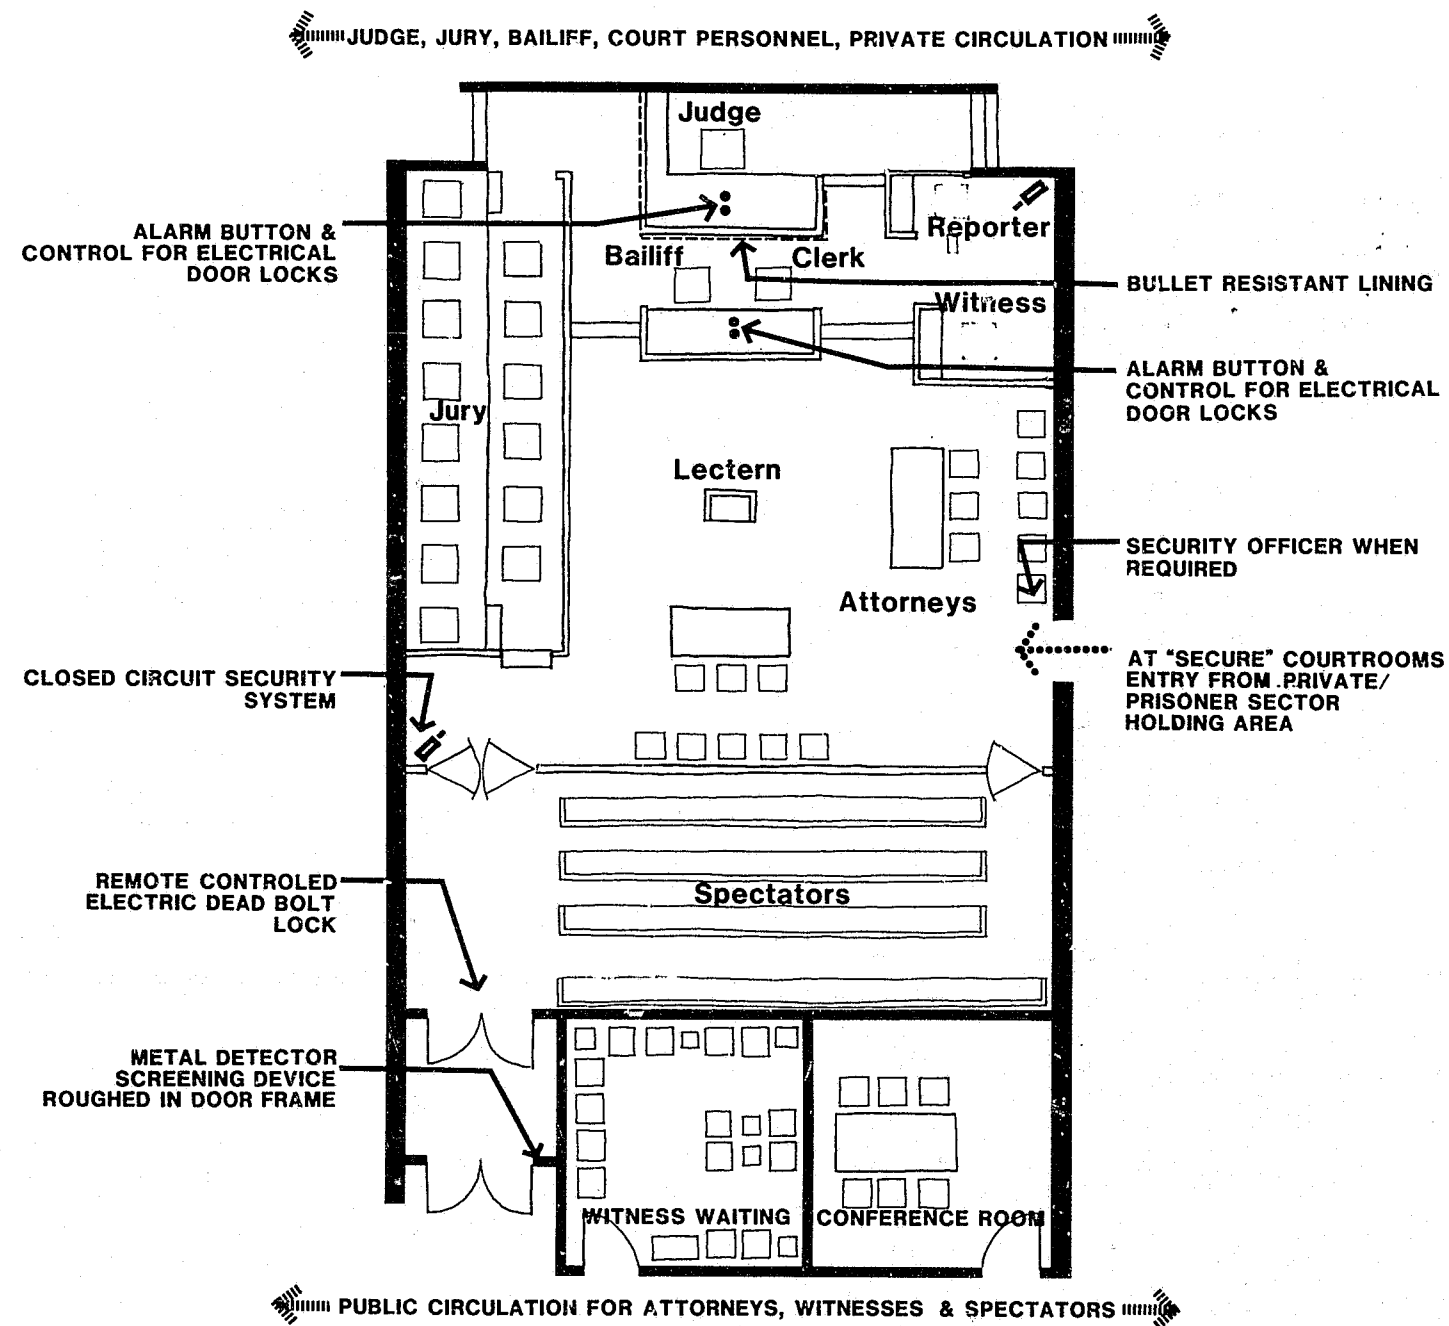 JUDGE, JURY, BAILIFF, COURT PERSONNEL, PRIVATE CIRCULATION
Judge
ALARM BUTTON &
CONTROL FOR ELECTRICAL
DOOR LOCKS
Reporter
Bailiff
Clerk
BULLET RESISTANT LINING
Witness
ALARM BUTTON &
CONTROL FOR ELECTRICAL
DOOR LOCKS
Jury
Lectern
SECURITY OFFICER WHEN
REQUIRED
Attorneys
AT "SECURE" COURTROOMS
ENTRY FROM PRIVATE/
PRISONER SECTOR
HOLDING AREA
CLOSED CIRCUIT SECURITY
SYSTEM
REMOTE CONTROLED
ELECTRIC DEAD BOLT
LOCK
Spectators
METAL DETECTOR
SCREENING DEVICE
ROUGHED IN DOOR FRAME
WITNESS WAITING
CONFERENCE ROOM
PUBLIC CIRCULATION FOR ATTORNEYS, WITNESSES & SPECTATORS